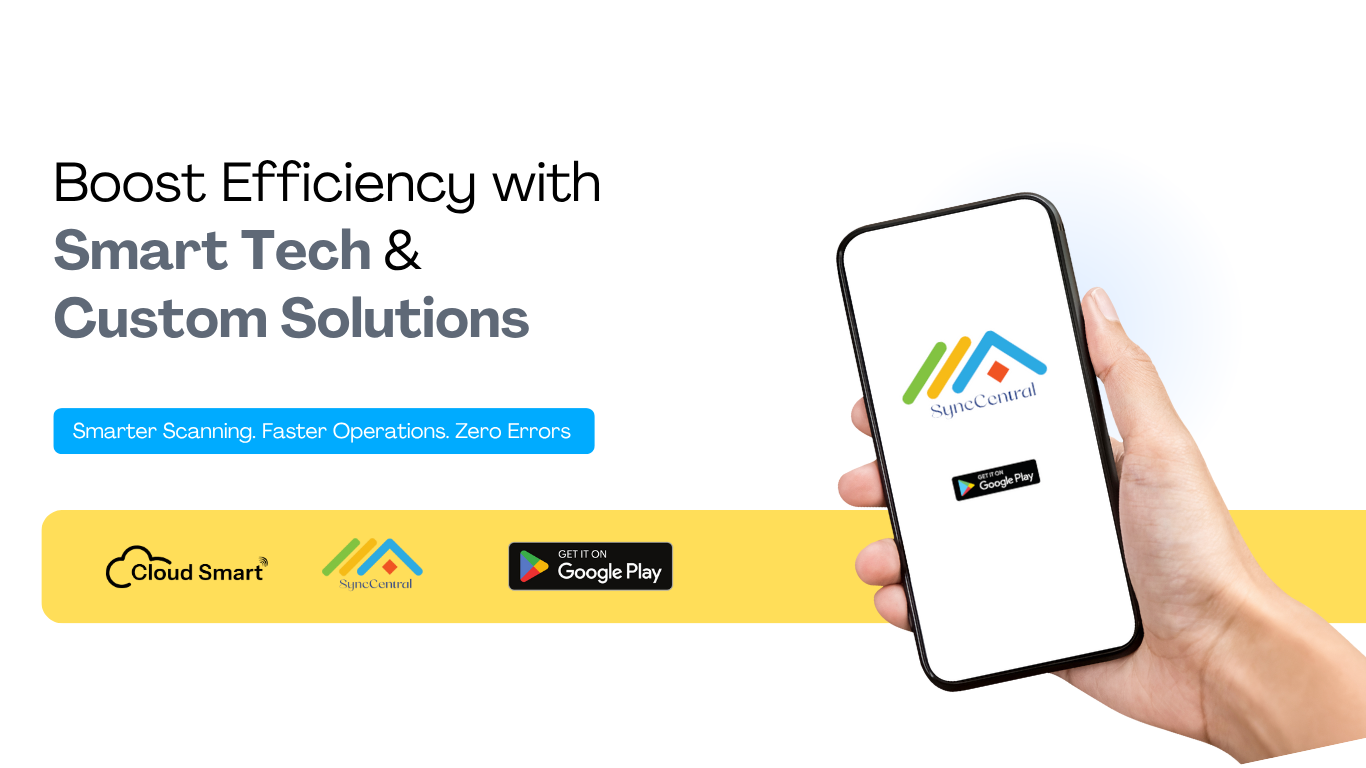 Boost Efficiency with
Smart Tech &
Custom Solutions
Smarter Scanning. Faster Operations. Zero Errors
Cloud Smart
SyncCentral
GET IT ON
Google Play
SyncCentral
GET IT ON
Google Play